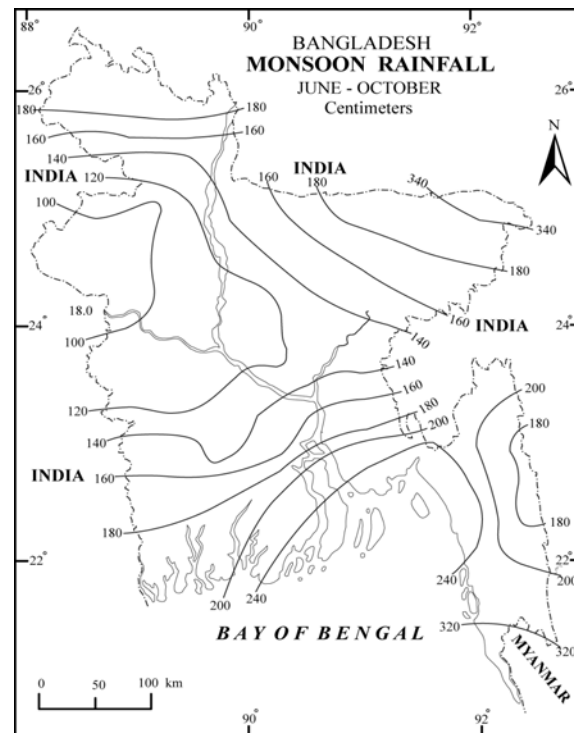 88° 90° 92°
BANGLADESH
MONSOON RAINFALL
JUNE - OCTOBER
Centimeters
26° 26°
N
180 180
160 160
140
INDIA 120
INDIA
160 180 340
100
340
180
18.0
160 INDIA
24° 24°
100
140
140
120
160
200
140
180
200
180
INDIA 160
180
180
22° 22°
240 200
200 240
320
320
BAY OF BENGAL
MYANMAR
0 50 100 km
90° 92°